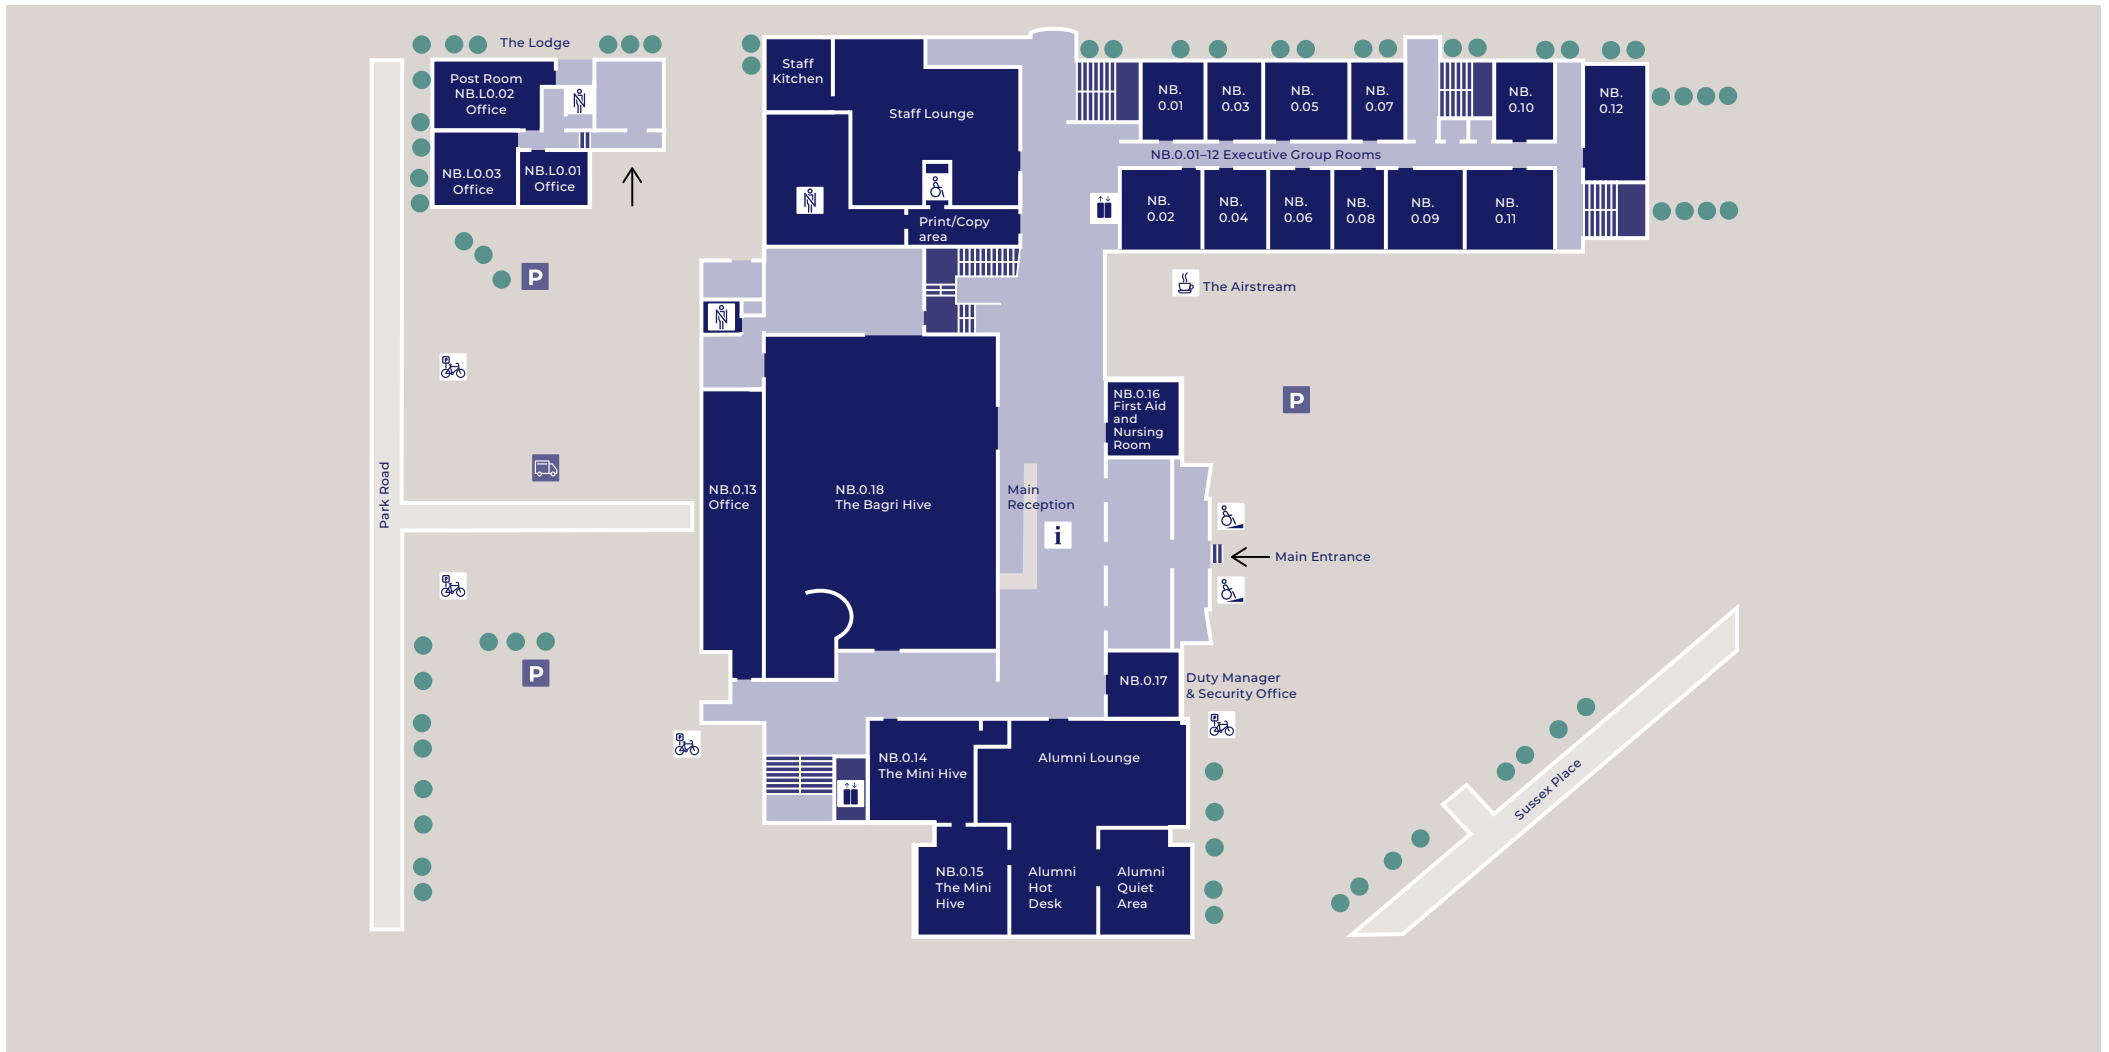 The Lodge
Post Room
NB.L0.02
Office
NB.L0.03
Office
NB.L0.01
Office
P
Park Road
P
Staff
Kitchen
Staff Lounge
Print/Copy
area
NB.
0.01
NB.
0.03
NB.
0.05
NB.
0.07
NB.
0.10
NB.
0.12
NB.0.01–12 Executive Group Rooms
NB.
0.02
NB.
0.04
NB.
0.06
NB.
0.08
NB.
0.09
NB.
0.11
The Airstream
P
NB.0.16
First Aid
and
Nursing
Room
NB.0.13
Office
NB.0.18
The Bagri Hive
Main
Reception
i
Main Entrance
NB.0.17
Duty Manager
& Security Office
NB.0.14
The Mini Hive
Alumni Lounge
NB.0.15
The Mini
Hive
Alumni
Hot
Desk
Alumni
Quiet
Area
Sussex Place